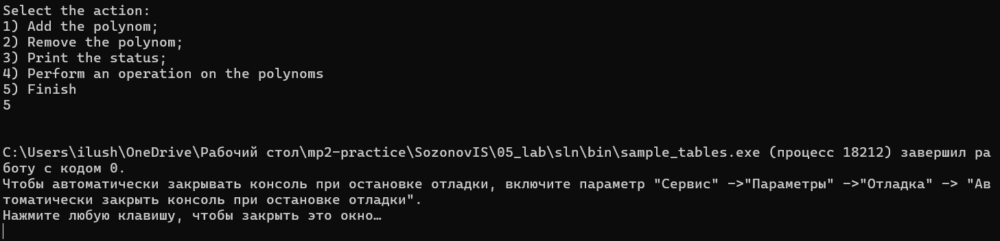 Select the action:
1) Add the polynom;
2) Remove the polynom;
3) Print the status;
4) Perform an operation on the polynoms
5) Finish
5
C:\Users\ilush\OneDrive\Рабочий стол\mp2-practice\SozonovIS\05_lab\sln\bin\sample_tables.exe (процесс 18212) завершил ра
боту с кодом 0.
Чтобы автоматически закрывать консоль при остановке отладки, включите параметр "Сервис" ->"Параметры" ->"Отладка" -> "Ав
томатически закрыть консоль при остановке отладки".
Нажмите любую клавишу, чтобы закрыть это окно…